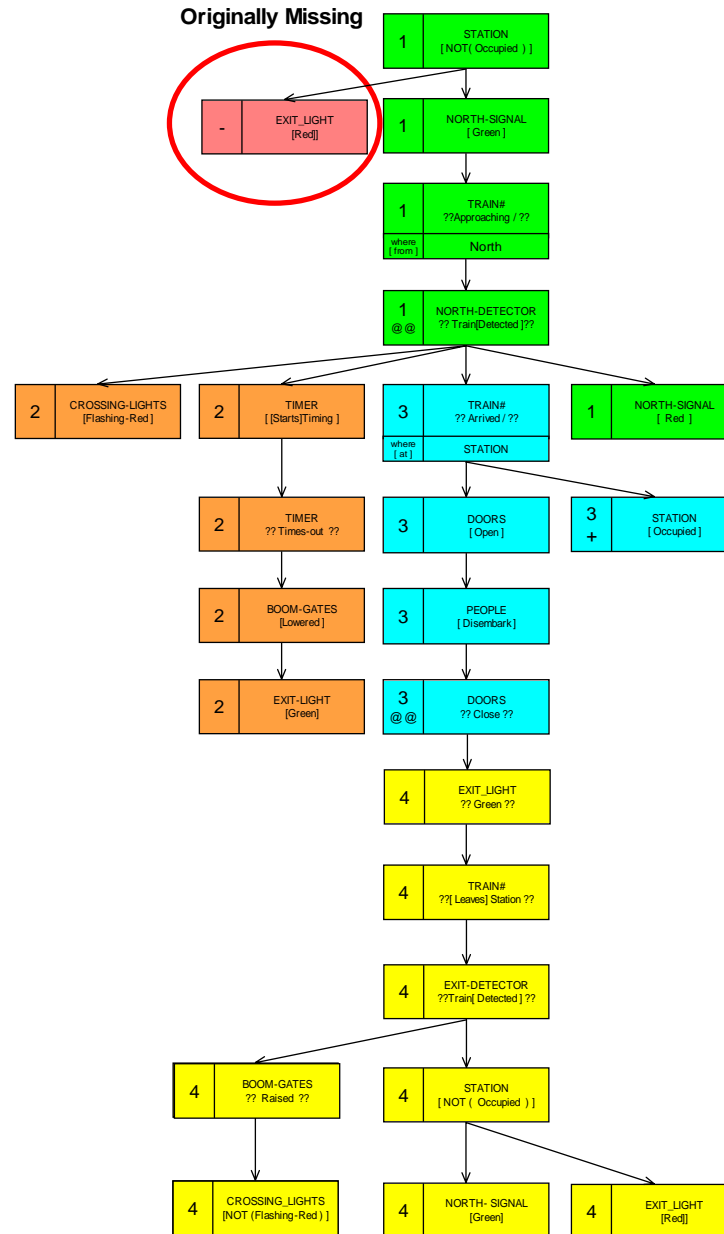 Originally Missing
1
STATION
[ NOT( Occupied ) ]
-
EXIT_LIGHT
[Red]]
1
NORTH-SIGNAL
[ Green ]
1
TRAIN#
??Approaching / ??
where
[ from ]
North
1
@ @
NORTH-DETECTOR
?? Train[Detected ]??
2
CROSSING-LIGHTS
[Flashing-Red ]
2
TIMER
[ [Starts]Timing ]
3
TRAIN#
?? Arrived / ??
where
[ at ]
STATION
1
NORTH-SIGNAL
[ Red ]
2
TIMER
?? Times-out ??
3
DOORS
[ Open ]
3
+
STATION
[ Occupied ]
2
BOOM-GATES
[Lowered ]
3
PEOPLE
[ Disembark ]
2
EXIT-LIGHT
[Green]
3
@ @
DOORS
?? Close ??
4
EXIT_LIGHT
?? Green ??
4
TRAIN#
??[ Leaves] Station ??
4
EXIT-DETECTOR
??Train[ Detected ] ??
4
BOOM-GATES
?? Raised ??
4
STATION
[ NOT ( Occupied ) ]
4
CROSSING_LIGHTS
[NOT (Flashing-Red ) ]
4
NORTH- SIGNAL
[Green]
4
EXIT_LIGHT
[Red]]